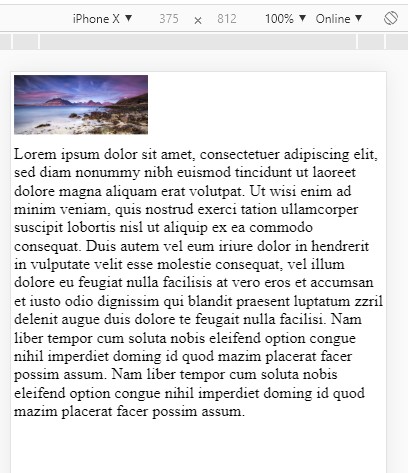 iPhone X ▼ 375 × 812 100% ▼ Online ▼
Lorem ipsum dolor sit amet, consectetuer adipiscing elit,
sed diam nonummy nibh euismod tincidunt ut laoreet
dolore magna aliquam erat volutpat. Ut wisi enim ad
minim veniam, quis nostrud exerci tation ullamcorper
suscipit lobortis nisl ut aliquip ex ea commodo
consequat. Duis autem vel eum iriure dolor in hendrerit
in vulputate velit esse molestie consequat, vel illum
dolore eu feugiat nulla facilisis at vero eros et accumsan
et iusto odio dignissim qui blandit praesent luptatum zzril
delenit augue duis dolore te feugait nulla facilisi. Nam
liber tempor cum soluta nobis eleifend option congue
nihil imperdiet doming id quod mazim placerat facer
possim assum. Nam liber tempor cum soluta nobis
eleifend option congue nihil imperdiet doming id quod
mazim placerat facer possim assum.